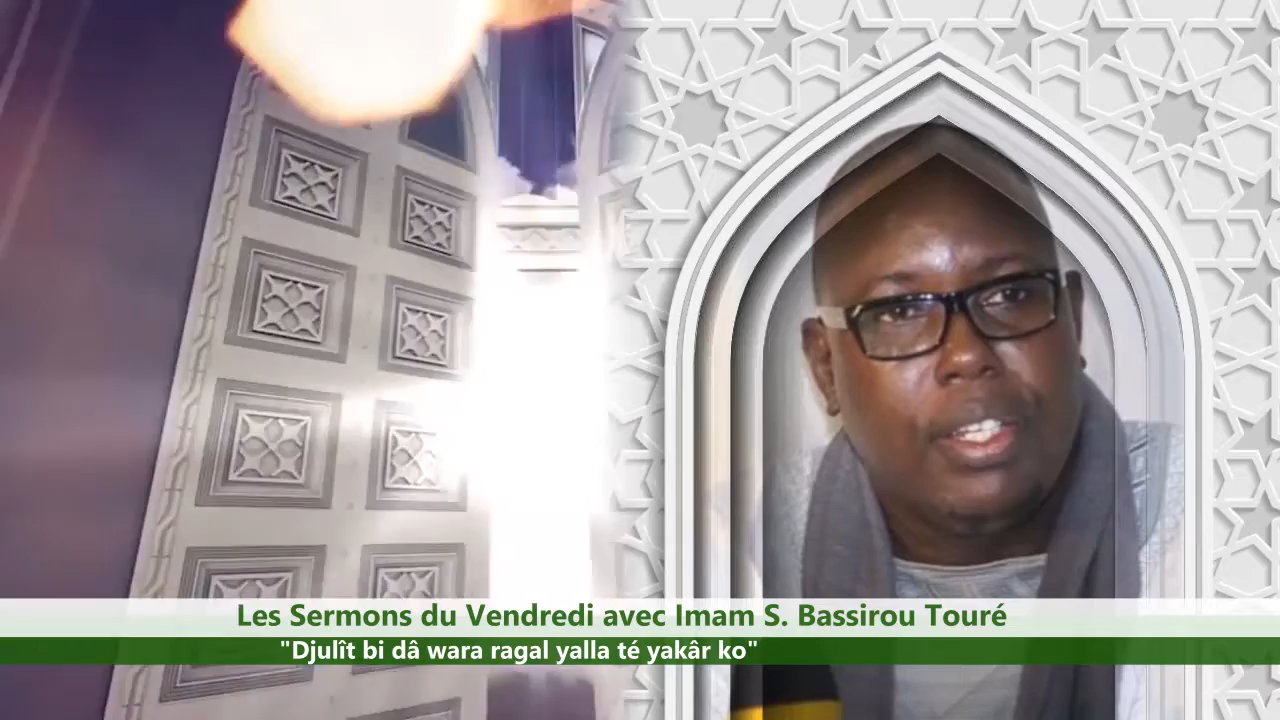 Les Sermons du Vendredi avec Imam S. Bassirou Touré
"Djulît bi dâ wara ragal yalla té yakâr ko"